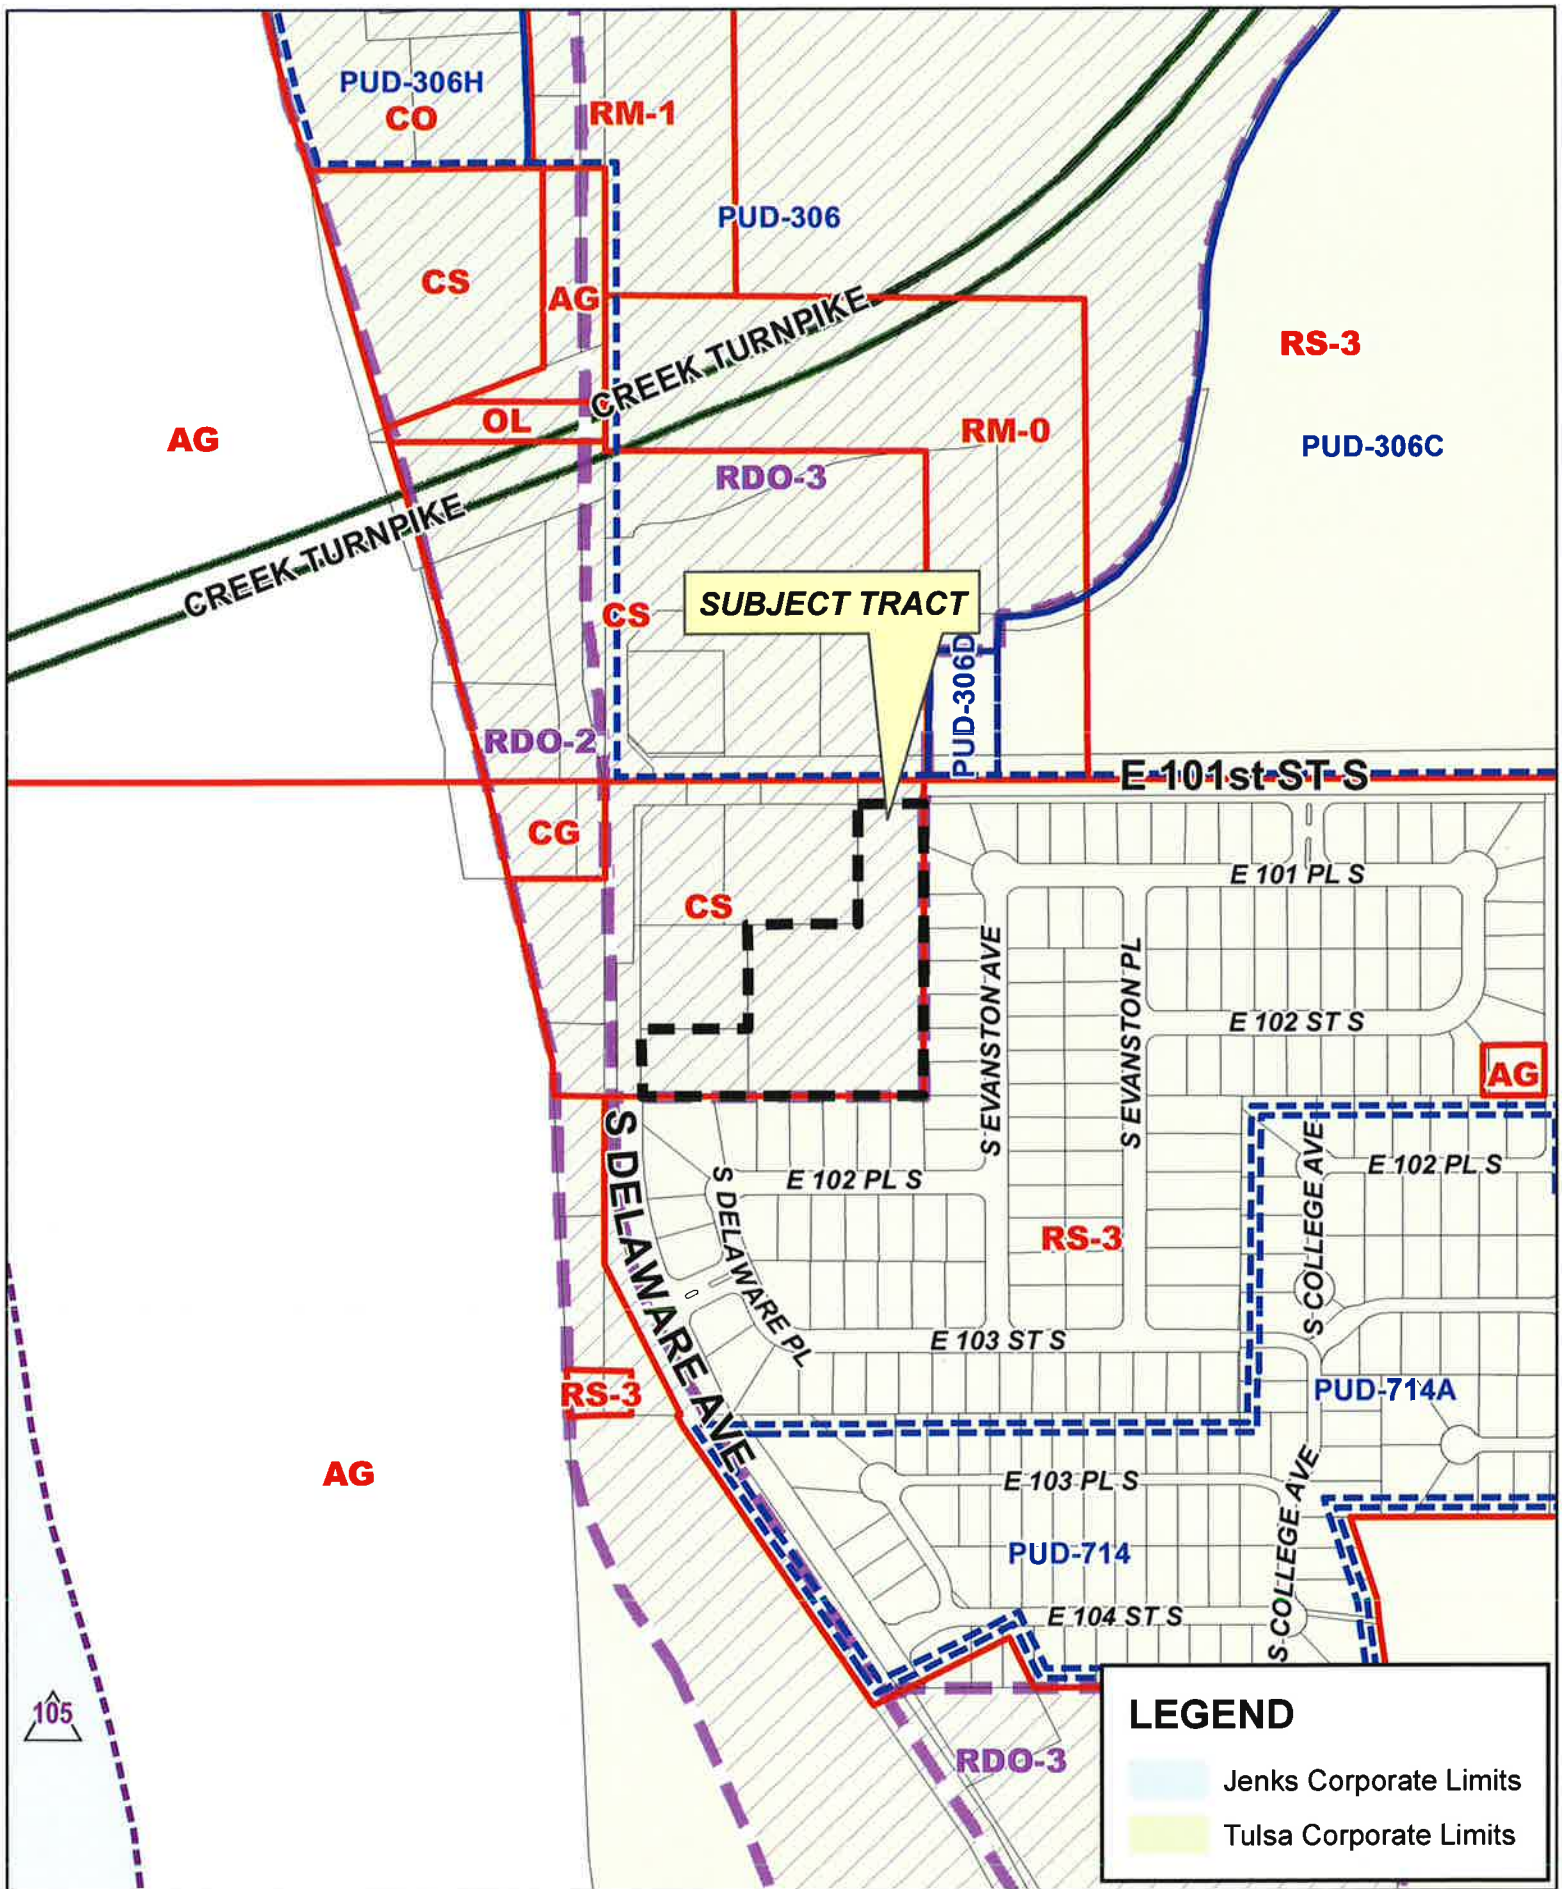 PUD-306H
CO
RM-1
PUD-306
CS
AG
CREEK TURNPIKE
RS-3
OL
RM-0
AG
PUD-306C
RDO-3
CREEK TURNPIKE
SUBJECT TRACT
CS
PUD-306D
RDO-2
E 101st ST S
CG
E 101 PL S
CS
S EVANSTON AVE
S EVANSTON PL
E 102 ST S
AG
S DELAWARE AVE
S COLLEGE AVE
E 102 PL S
E 102 PL S
S DELAWARE PL
RS-3
E 103 ST S
RS-3
PUD-714A
AG
E 103 PL S
S COLLEGE AVE
PUD-714
E 104 ST S
105
RDO-3
LEGEND
Jenks Corporate Limits
Tulsa Corporate Limits